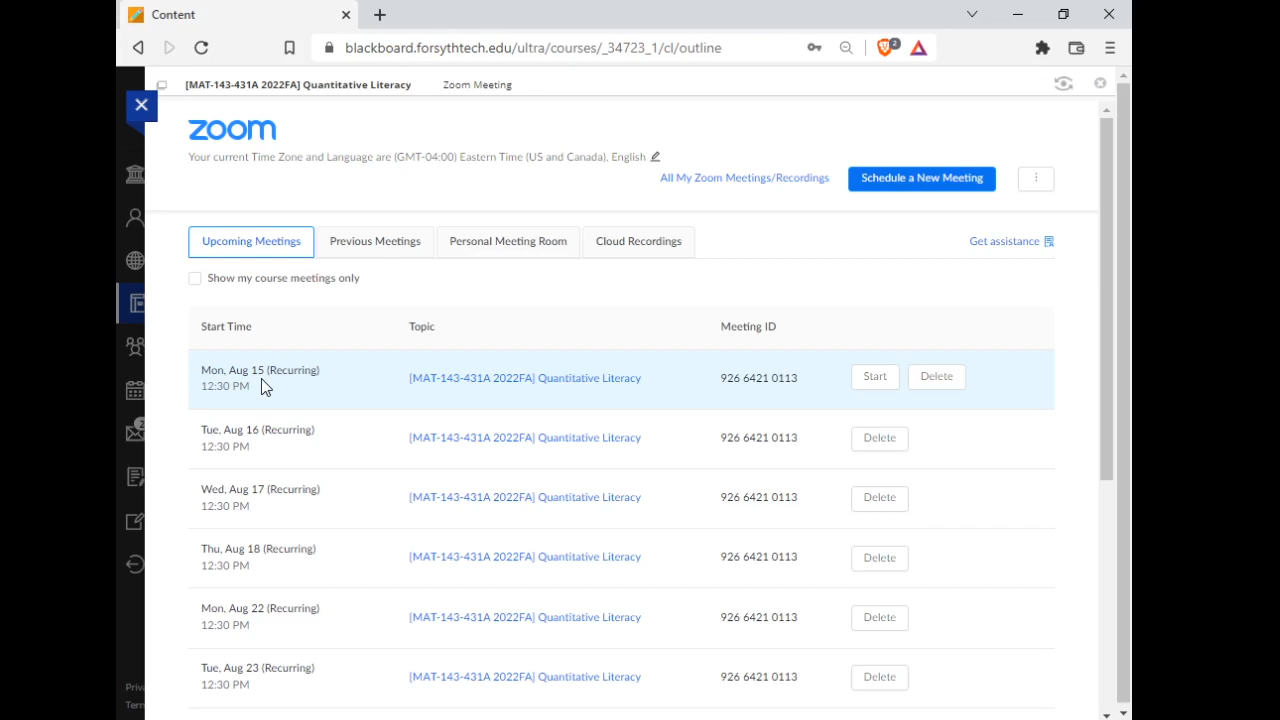 Content
blackboard.forsythtech.edu/ultra/courses/_34723_1/cl/outline
2
[MAT-143-431A 2022FA] Quantitative Literacy Zoom Meeting
zoom
Your current Time Zone and Language are (GMT-04:00) Eastern Time (US and Canada), English
All My Zoom Meetings/Recordings Schedule a New Meeting
Upcoming Meetings Previous Meetings Personal Meeting Room Cloud Recordings Get assistance
Show my course meetings only
Start Time Topic Meeting ID
Mon, Aug 15 (Recurring)
12:30 PM [MAT-143-431A 2022FA] Quantitative Literacy 926 6421 0113 Start Delete
Tue, Aug 16 (Recurring)
12:30 PM [MAT-143-431A 2022FA] Quantitative Literacy 926 6421 0113 Delete
Wed, Aug 17 (Recurring)
12:30 PM [MAT-143-431A 2022FA] Quantitative Literacy 926 6421 0113 Delete
Thu, Aug 18 (Recurring)
12:30 PM [MAT-143-431A 2022FA] Quantitative Literacy 926 6421 0113 Delete
Mon, Aug 22 (Recurring)
12:30 PM [MAT-143-431A 2022FA] Quantitative Literacy 926 6421 0113 Delete
Tue, Aug 23 (Recurring)
12:30 PM [MAT-143-431A 2022FA] Quantitative Literacy 926 6421 0113 Delete
Priv
Tern